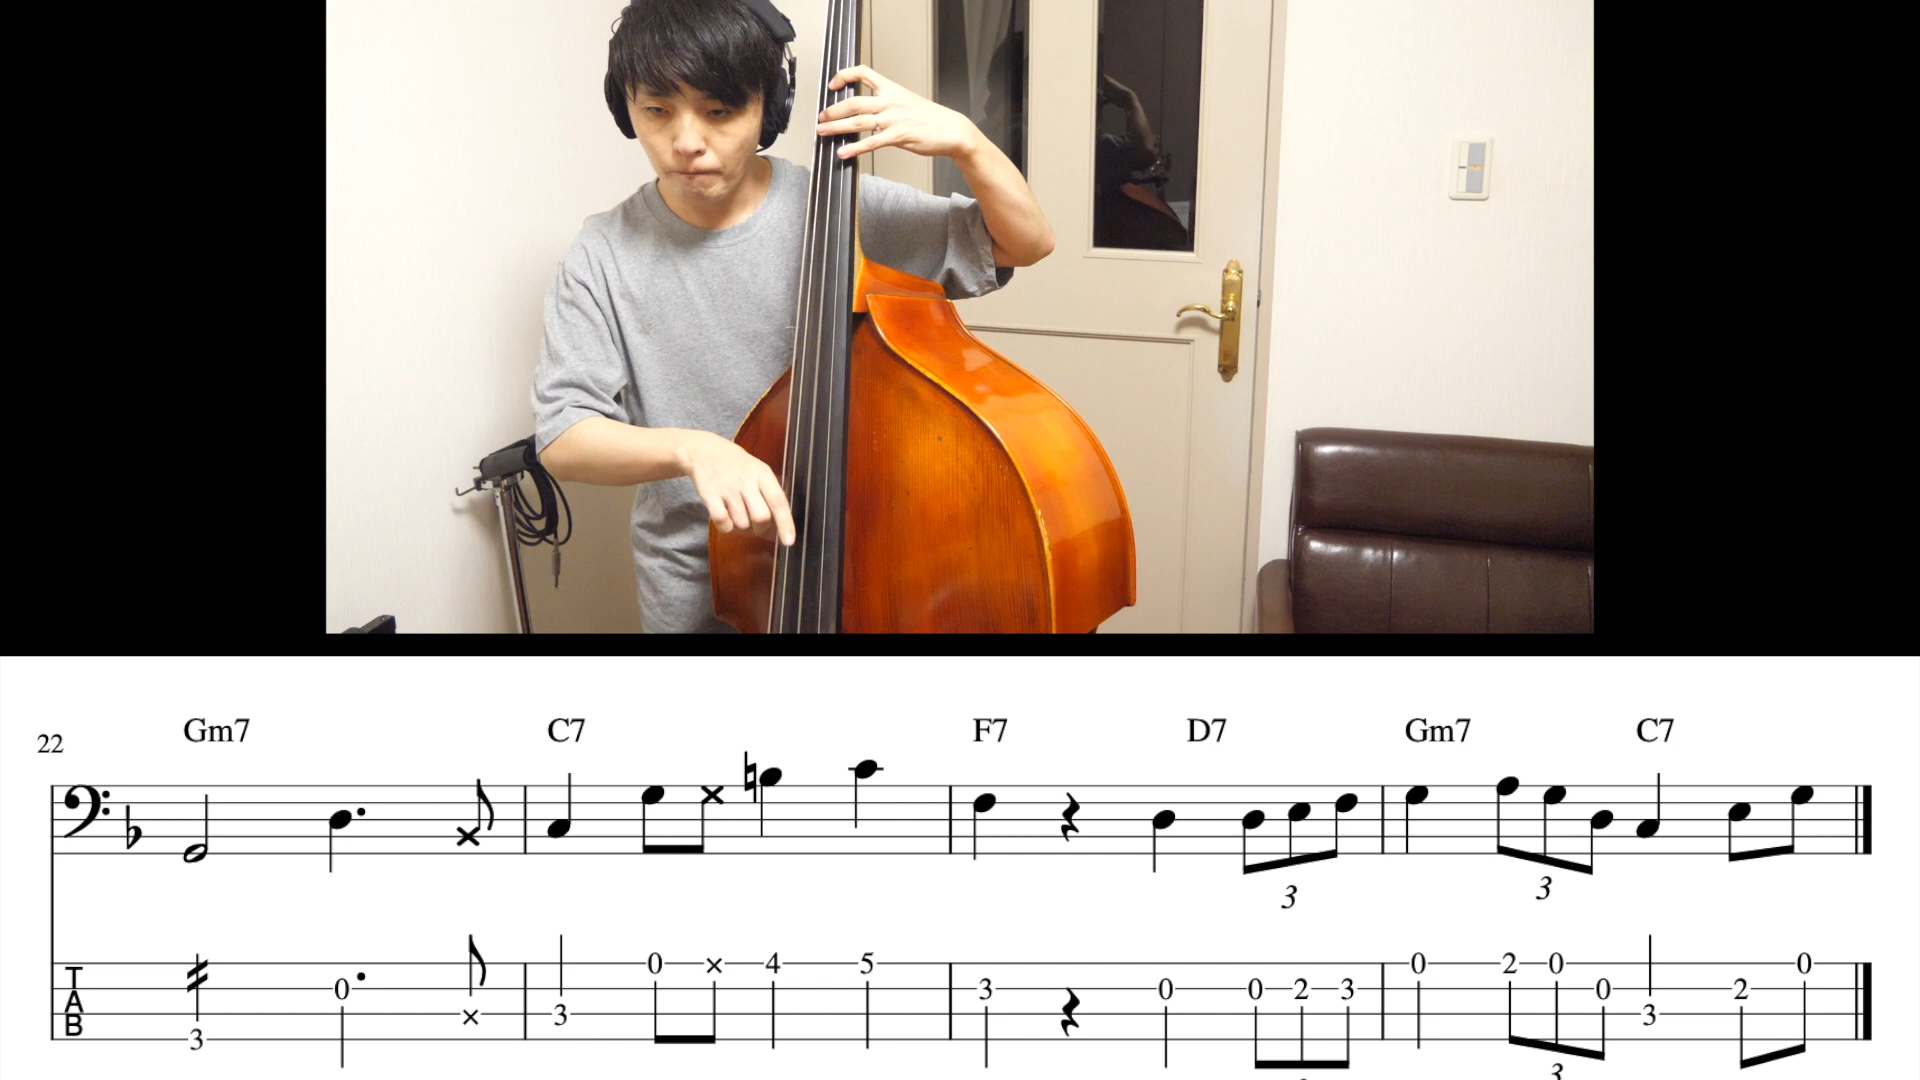 Gm7 C7 F7 D7 Gm7 C7
22
3 3
T A B
0 × 4 5 0 2 0 0
0 3 0 0 2 3 0 2
× 3 3
3
3